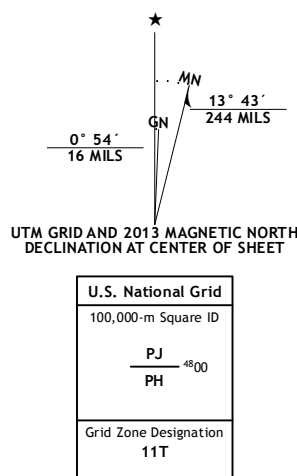 ★
MN
GN
13° 43´
244 MILS
0° 54´
16 MILS
UTM GRID AND 2013 MAGNETIC NORTH
DECLINATION AT CENTER OF SHEET
U.S. National Grid
100,000-m Square ID
PJ
4800
PH
Grid Zone Designation
11T